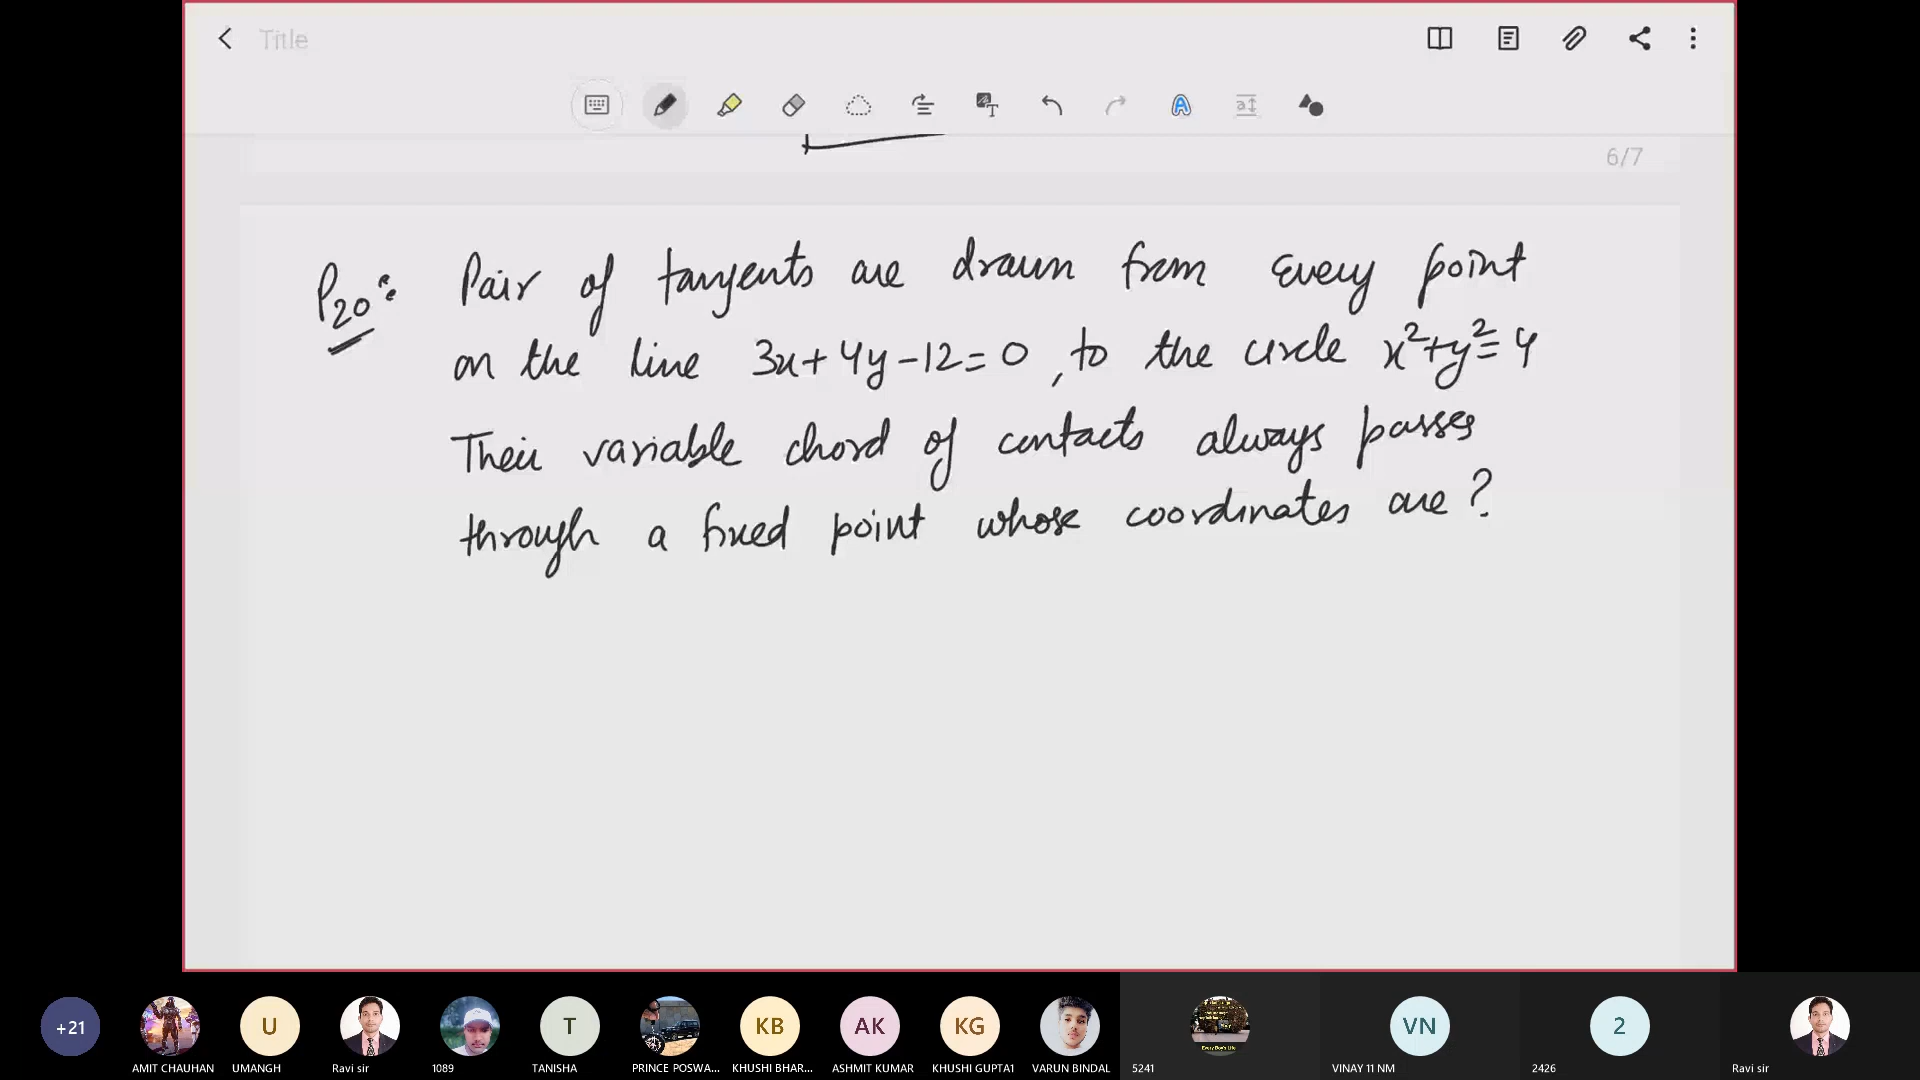 Title
6/7
P20: Pair of tangents are drawn from Every point
on the line 3x+4y-12=0, to the circle x²+y²=4
Their variable chord of contacts always passes
through a fixed point whose coordinates are?
+21
U
T
KB
AK
KG
VN
2
AMIT CHAUHAN
UMANGH
Ravi sir
1089
TANISHA
PRINCE POSWA...
KHUSHI BHAR...
ASHMIT KUMAR
KHUSHI GUPTA1
VARUN BINDAL
5241
VINAY 11 NM
2426
Ravi sir